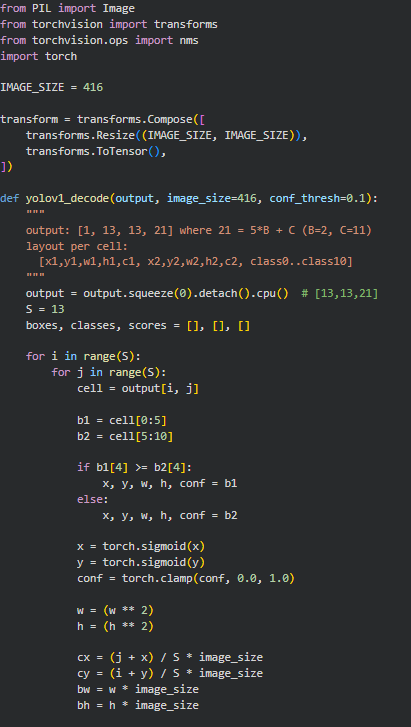 from PIL import Image
from torchvision import transforms
from torchvision.ops import nms
import torch

IMAGE_SIZE = 416

transform = transforms.Compose([
    transforms.Resize((IMAGE_SIZE, IMAGE_SIZE)),
    transforms.ToTensor(),
])

def yolov1_decode(output, image_size=416, conf_thresh=0.1):
    """
    output: [1, 13, 13, 21] where 21 = 5*B + C (B=2, C=11)
    layout per cell:
      [x1,y1,w1,h1,c1, x2,y2,w2,h2,c2, class0..class10]
    """
    output = output.squeeze(0).detach().cpu()  # [13,13,21]
    S = 13
    boxes, classes, scores = [], [], []

    for i in range(S):
        for j in range(S):
            cell = output[i, j]

            b1 = cell[0:5]
            b2 = cell[5:10]

            if b1[4] >= b2[4]:
                x, y, w, h, conf = b1
            else:
                x, y, w, h, conf = b2

            x = torch.sigmoid(x)
            y = torch.sigmoid(y)
            conf = torch.clamp(conf, 0.0, 1.0)

            w = (w ** 2)
            h = (h ** 2)

            cx = (j + x) / S * image_size
            cy = (i + y) / S * image_size
            bw = w * image_size
            bh = h * image_size